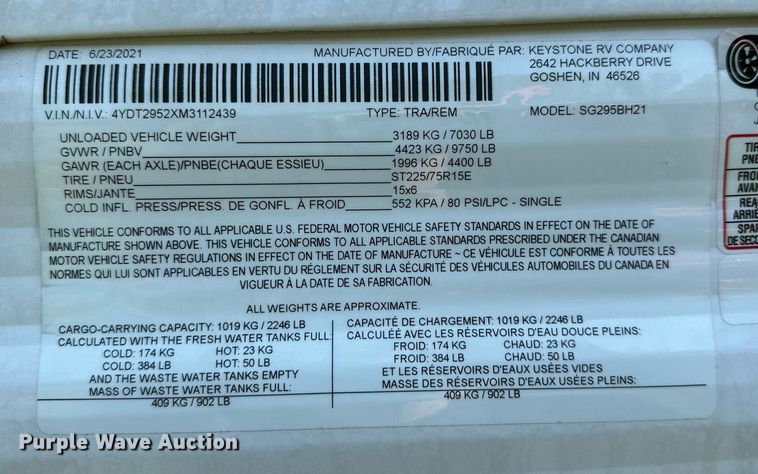 DATE: 6/23/2021
MANUFACTURED BY/FABRIQUÉ PAR: KEYSTONE RV COMPANY
2642 HACKBERRY DRIVE
GOSHEN, IN 46526
V.I.N./N.I.V.: 4YDT2952XM3112439 TYPE: TRA/REM MODEL: SG295BH21
UNLOADED VEHICLE WEIGHT 3189 KG / 7030 LB
GVWR / PNBV 4423 KG / 9750 LB
GAWR (EACH AXLE)/PNBE(CHAQUE ESSIEU) 1996 KG / 4400 LB
TIRE / PNEU ST225/75R15E
RIMS/JANTE 15x6
COLD INFL. PRESS/PRESS. DE GONFL. À FROID 552 KPA / 80 PSI/LPC - SINGLE
THIS VEHICLE CONFORMS TO ALL APPLICABLE U.S. FEDERAL MOTOR VEHICLE SAFETY STANDARDS IN EFFECT ON THE DATE OF
MANUFACTURE SHOWN ABOVE. THIS VEHICLE CONFORMS TO ALL APPLICABLE STANDARDS PRESCRIBED UNDER THE CANADIAN
MOTOR VEHICLE SAFETY REGULATIONS IN EFFECT ON THE DATE OF MANUFACTURE ~ CE VÉHICULE EST CONFORME À TOUTES LES
NORMES QUI LUI SONT APPLICABLES EN VERTU DU RÉGLEMENT SUR LA SÉCURITÉ DES VÉHICULES AUTOMOBILES DU CANADA EN
VIGUEUR À LA DATE DE SA FABRICATION.
ALL WEIGHTS ARE APPROXIMATE.
CARGO-CARRYING CAPACITY: 1019 KG / 2246 LB
CALCULATED WITH THE FRESH WATER TANKS FULL:
COLD: 174 KG HOT: 23 KG
COLD: 384 LB HOT: 50 LB
AND THE WASTE WATER TANKS EMPTY
MASS OF WASTE WATER TANKS FULL:
409 KG / 902 LB
CAPACITÉ DE CHARGEMENT: 1019 KG / 2246 LB
CALCULÉE AVEC LES RÉSERVOIRS D'EAU DOUCE PLEINS:
FROID: 174 KG CHAUD: 23 KG
FROID: 384 LB CHAUD: 50 LB
ET LES RÉSERVOIRS D'EAUX USÉES VIDES
MASSE DES RÉSERVOIRS D'EAUX USÉES PLEINS:
409 KG / 902 LB
Purple Wave Auction